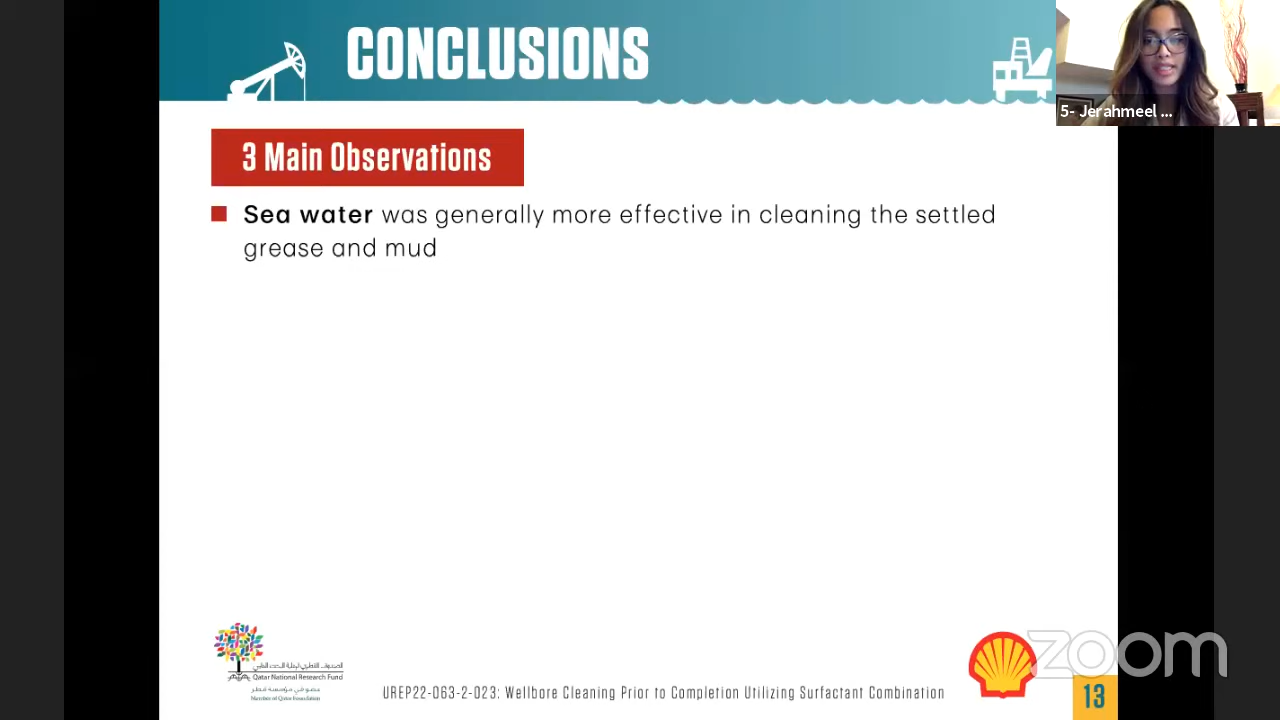 CONCLUSIONS
5- Jerahmeel ...
3 Main Observations
Sea water was generally more effective in cleaning the settled
grease and mud
Qatar National Research Fund
Member of Qatar Foundation
UREP22-063-2-023: Wellbore Cleaning Prior to Completion Utilizing Surfactant Combination
zoom
13